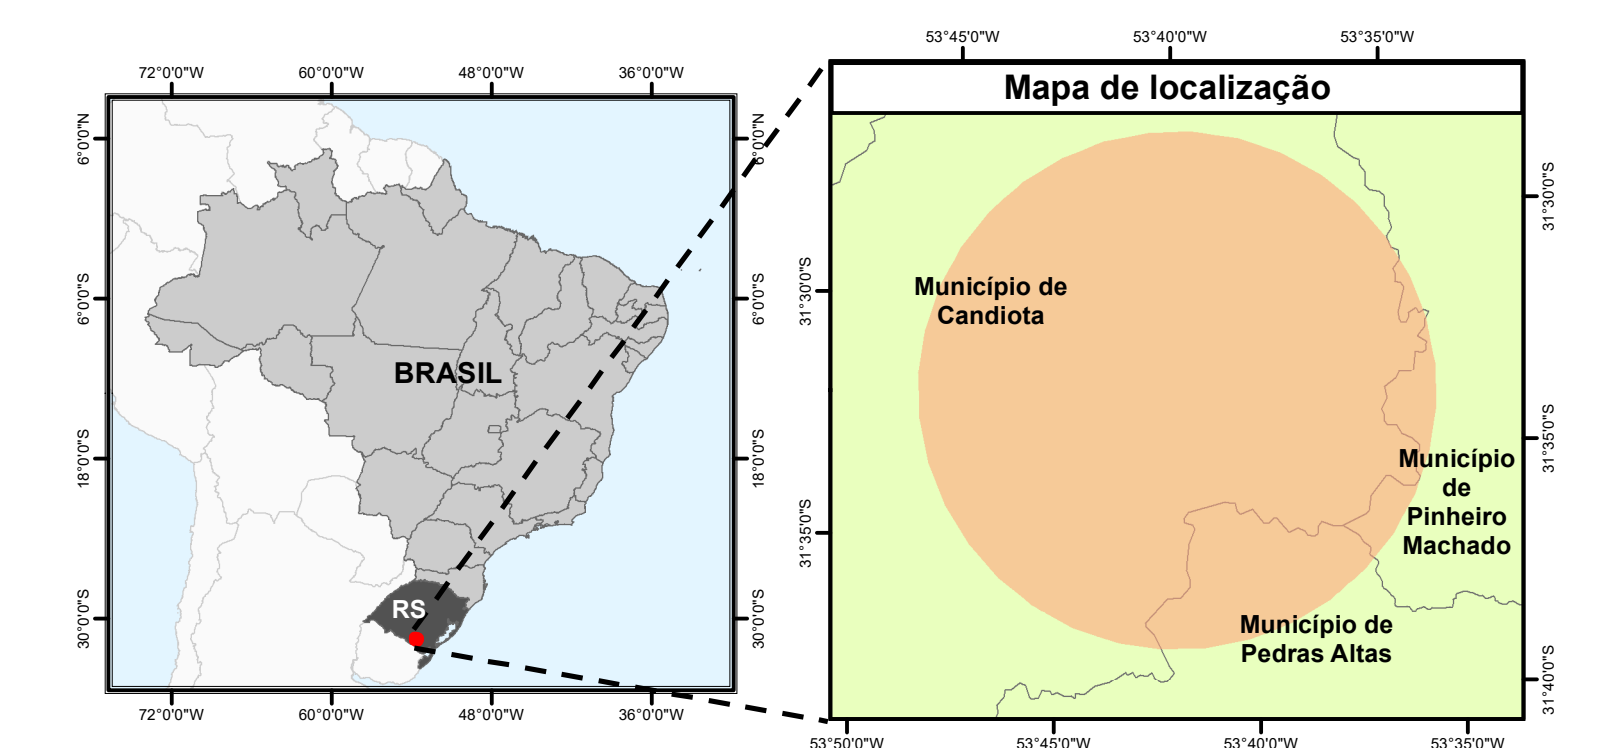 53°45'0"W 53°40'0"W 53°35'0"W
72°0'0"W 60°0'0"W 48°0'0"W 36°0'0"W
Mapa de localização
6°0'0"N
6°0'0"N
31°30'0"S
6°0'0"S
6°0'0"S
31°30'0"S
Município de
Candiota
BRASIL
18°0'0"S
18°0'0"S
31°35'0"S
31°35'0"S
Município
de
Pinheiro
Machado
RS
30°0'0"S
30°0'0"S
Município de
Pedras Altas
31°40'0"S
72°0'0"W 60°0'0"W 48°0'0"W 36°0'0"W
53°50'0"W 53°45'0"W 53°40'0"W 53°35'0"W